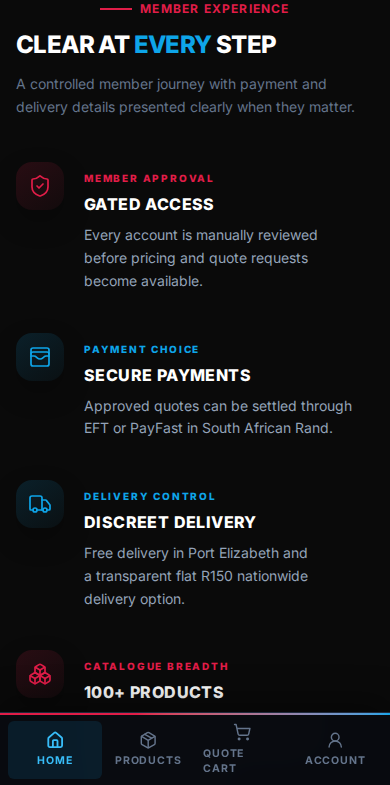 MEMBER EXPERIENCE
CLEAR AT EVERY STEP
A controlled member journey with payment and
delivery details presented clearly when they matter.
MEMBER APPROVAL
GATED ACCESS
Every account is manually reviewed
before pricing and quote requests
become available.
PAYMENT CHOICE
SECURE PAYMENTS
Approved quotes can be settled through
EFT or PayFast in South African Rand.
DELIVERY CONTROL
DISCREET DELIVERY
Free delivery in Port Elizabeth and
a transparent flat R150 nationwide
delivery option.
CATALOGUE BREADTH
100+ PRODUCTS
HOME
PRODUCTS
QUOTE
CART
ACCOUNT